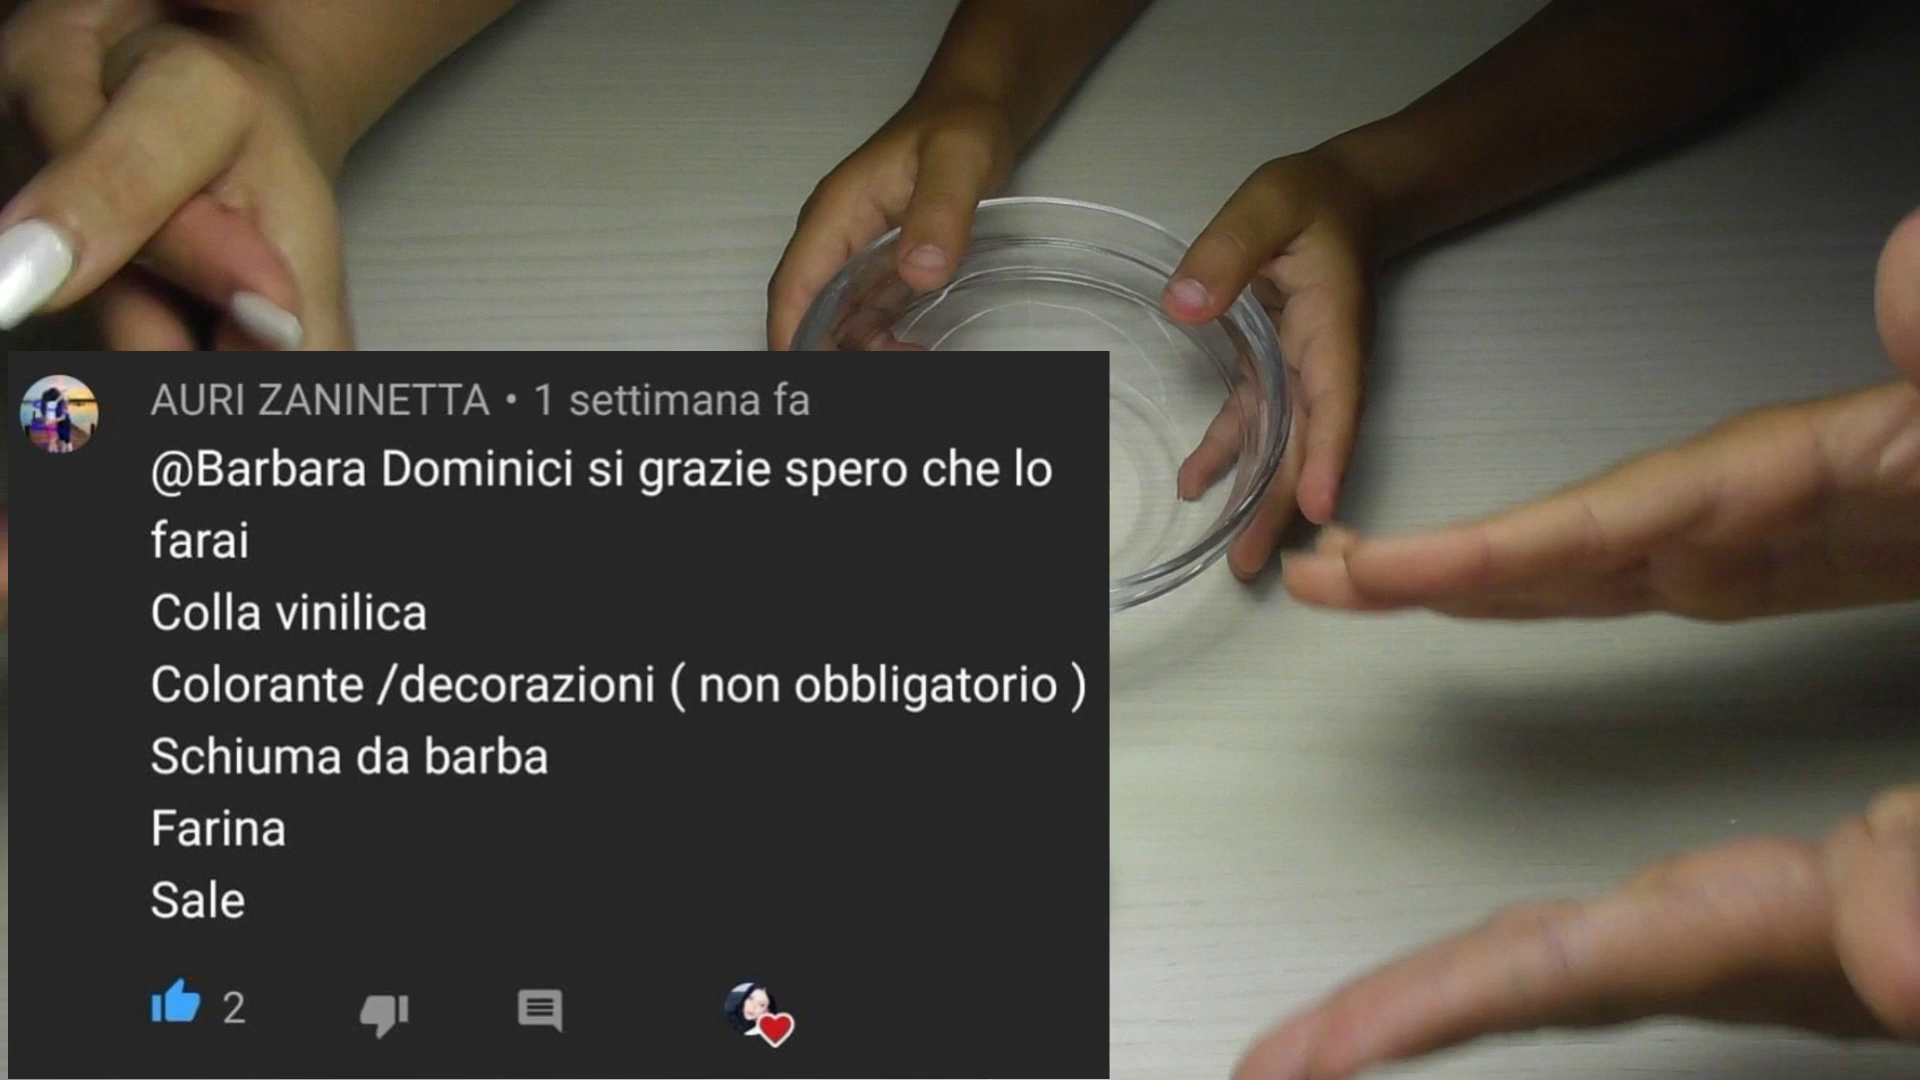 AURI ZANINETTA • 1 settimana fa
@Barbara Dominici si grazie spero che lo
farai
Colla vinilica
Colorante /decorazioni ( non obbligatorio )
Schiuma da barba
Farina
Sale
2